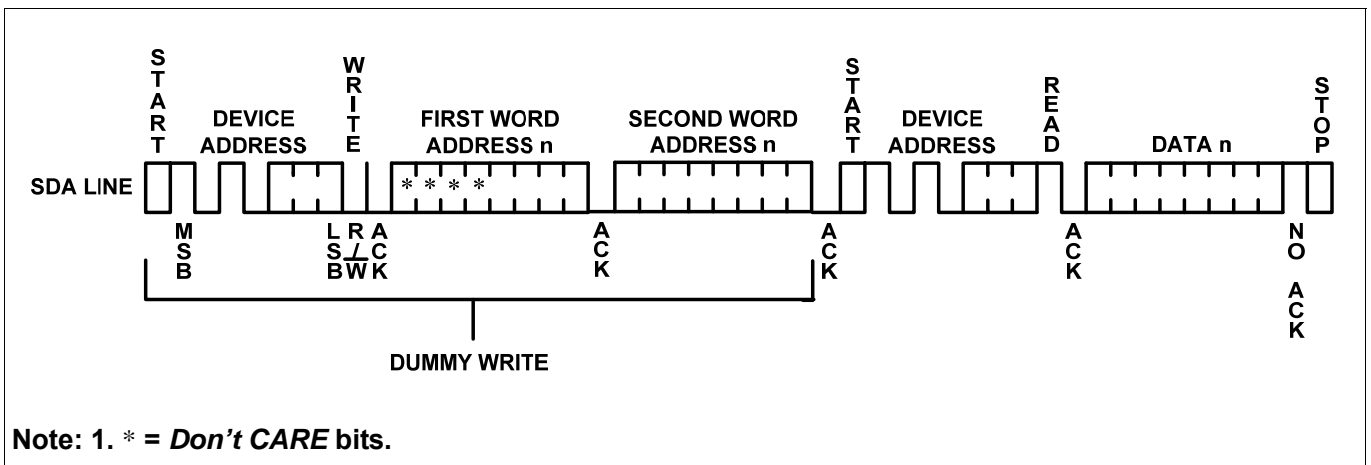 START
WRITE
START
READ
STOP
DEVICE
ADDRESS
FIRST WORD
ADDRESS n
SECOND WORD
ADDRESS n
DEVICE
ADDRESS
DATA n
SDA LINE
* * * *
MSB
LSB
R/W
ACK
ACK
ACK
ACK
NO ACK
DUMMY WRITE
Note: 1. * = Don't CARE bits.